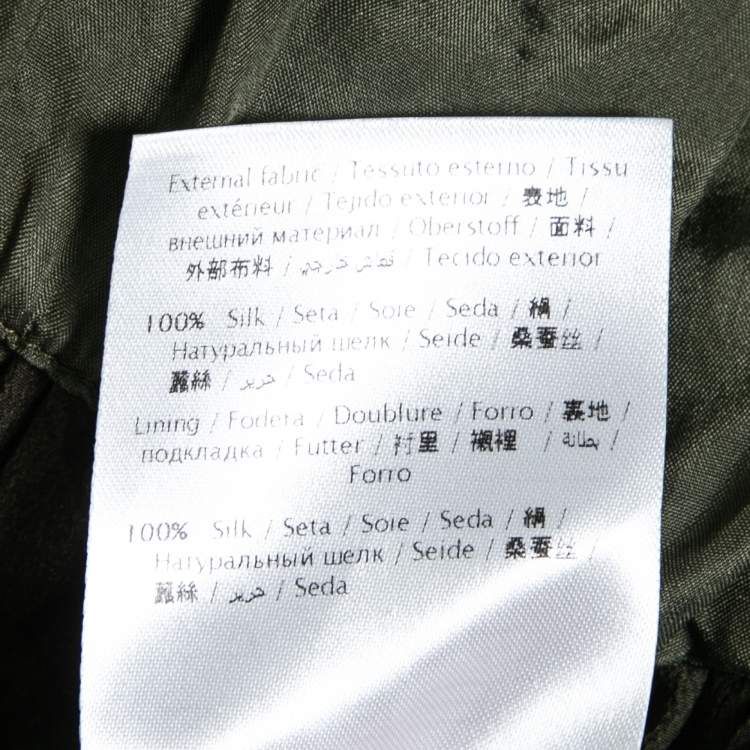 External fabric / Tessuto esterno / Tissu
extérieur / Tejido exterior / 表地 /
внешний материал / Oberstoff / 面料 /
外部布料 / قماش خارجي / Tecido exterior
100% Silk / Seta / Soie / Seda / 絹 /
Натуральный шелк / Seide / 桑蚕丝 /
蠶絲 / حرير / Seda
Lining / Fodera / Doublure / Forro / 裏地 /
подкладка / Futter / 衬里 / 襯裡 / بطانة /
Forro
100% Silk / Seta / Soie / Seda / 絹 /
Натуральный шелк / Seide / 桑蚕丝 /
蠶絲 / حرير / Seda